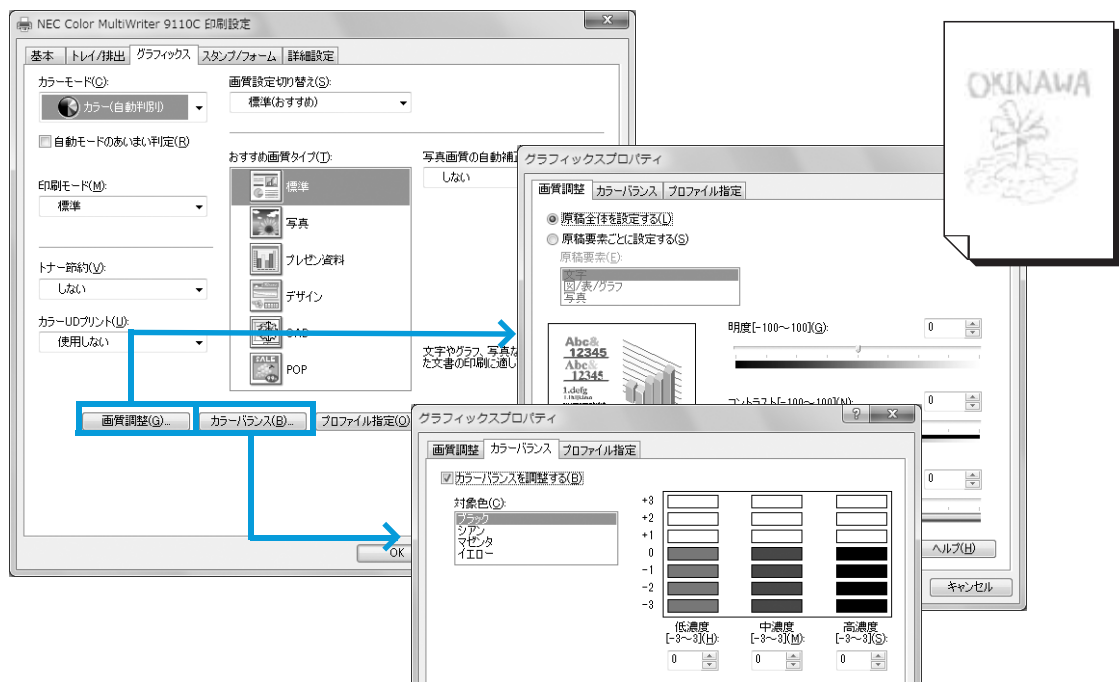 NEC Color MultiWriter 9110C 印刷設定
基本
トレイ/排出
グラフィックス
スタンプ/フォーム
詳細設定
カラーモード(C):
カラー(自動判別)
自動モードのあいまい判定(R)
印刷モード(M):
標準
トナー節約(V):
しない
カラーUDプリント(U):
使用しない
画質設定切り替え(S):
標準(おすすめ)
おすすめ画質タイプ(T):
標準
写真
プレゼン資料
デザイン
CAD
POP
写真画質の自動補正
しない
文字やグラフ、写真な
た文書の印刷に適し
画質調整(G)...
カラーバランス(B)...
プロファイル指定(O)
OK
グラフィックスプロパティ
画質調整
カラーバランス
プロファイル指定
原稿全体を設定する(L)
原稿要素ごとに設定する(S)
原稿要素(E):
文字
図/表/グラフ
写真
Abc&
12345
Abc&
12345
1.defg
明度[-100～100](G):
0
コントラスト[-100～100](N):
0
0
ヘルプ(H)
キャンセル
グラフィックスプロパティ
画質調整
カラーバランス
プロファイル指定
カラーバランスを調整する(B)
対象色(C):
ブラック
シアン
マゼンタ
イエロー
+3
+2
+1
0
-1
-2
-3
低濃度
[-3～3](H):
0
中濃度
[-3～3](M):
0
高濃度
[-3～3](S):
0
OKINAWA